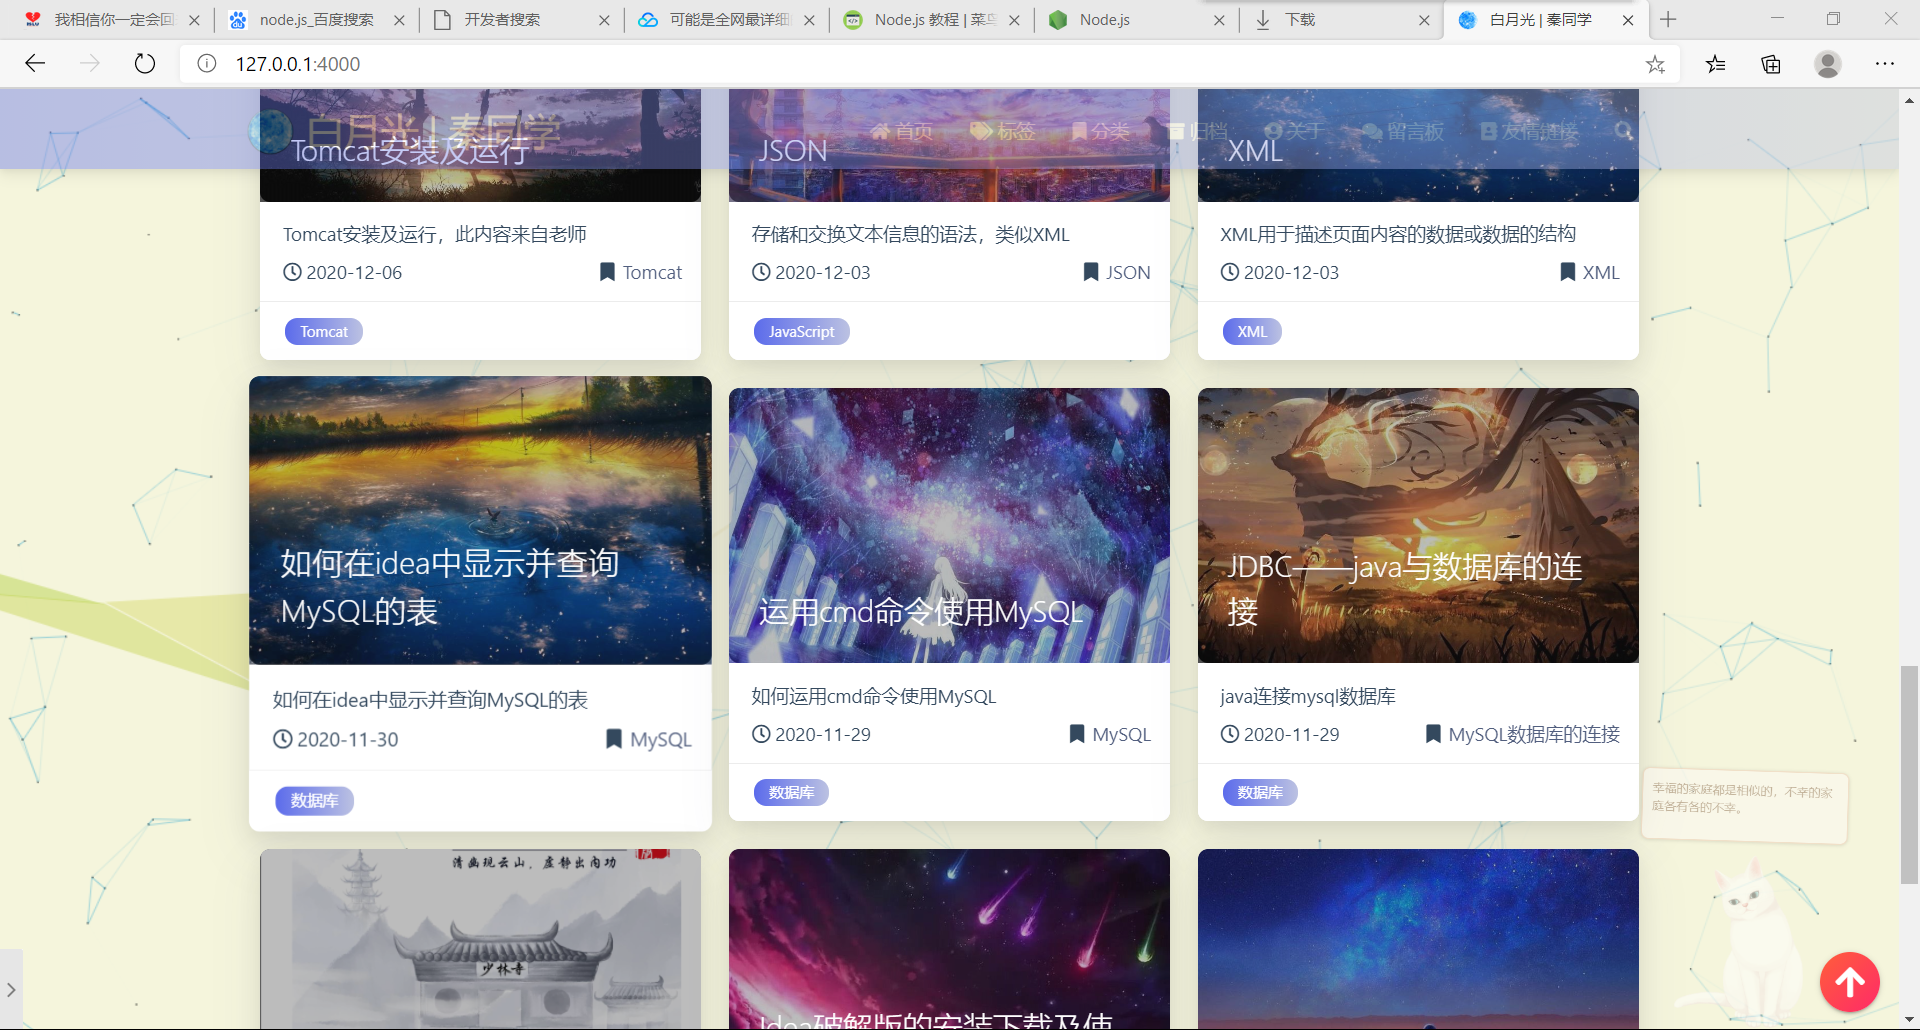 我相信你一定会回
node.js_百度搜索
开发者搜索
可能是全网最详细
Node.js 教程 | 菜鸟
Node.js
下载
白月光 | 秦同学
127.0.0.1:4000
白月光 | 秦同学
首页
标签
分类
归档
关于
留言板
友情链接
Tomcat安装及运行
JSON
XML
Tomcat安装及运行，此内容来自老师
2020-12-06
Tomcat
Tomcat
存储和交换文本信息的语法，类似XML
2020-12-03
JSON
JavaScript
XML用于描述页面内容的数据或数据的结构
2020-12-03
XML
XML
如何在idea中显示并查询
MySQL的表
如何在idea中显示并查询MySQL的表
2020-11-30
MySQL
数据库
运用cmd命令使用MySQL
如何运用cmd命令使用MySQL
2020-11-29
MySQL
数据库
JDBC——java与数据库的连
接
java连接mysql数据库
2020-11-29
MySQL数据库的连接
数据库
幸福的家庭都是相似的，不幸的家
庭各有各的不幸。
清幽现云山，虚静出内功
少林寺
Idea破解版的安装下载及使